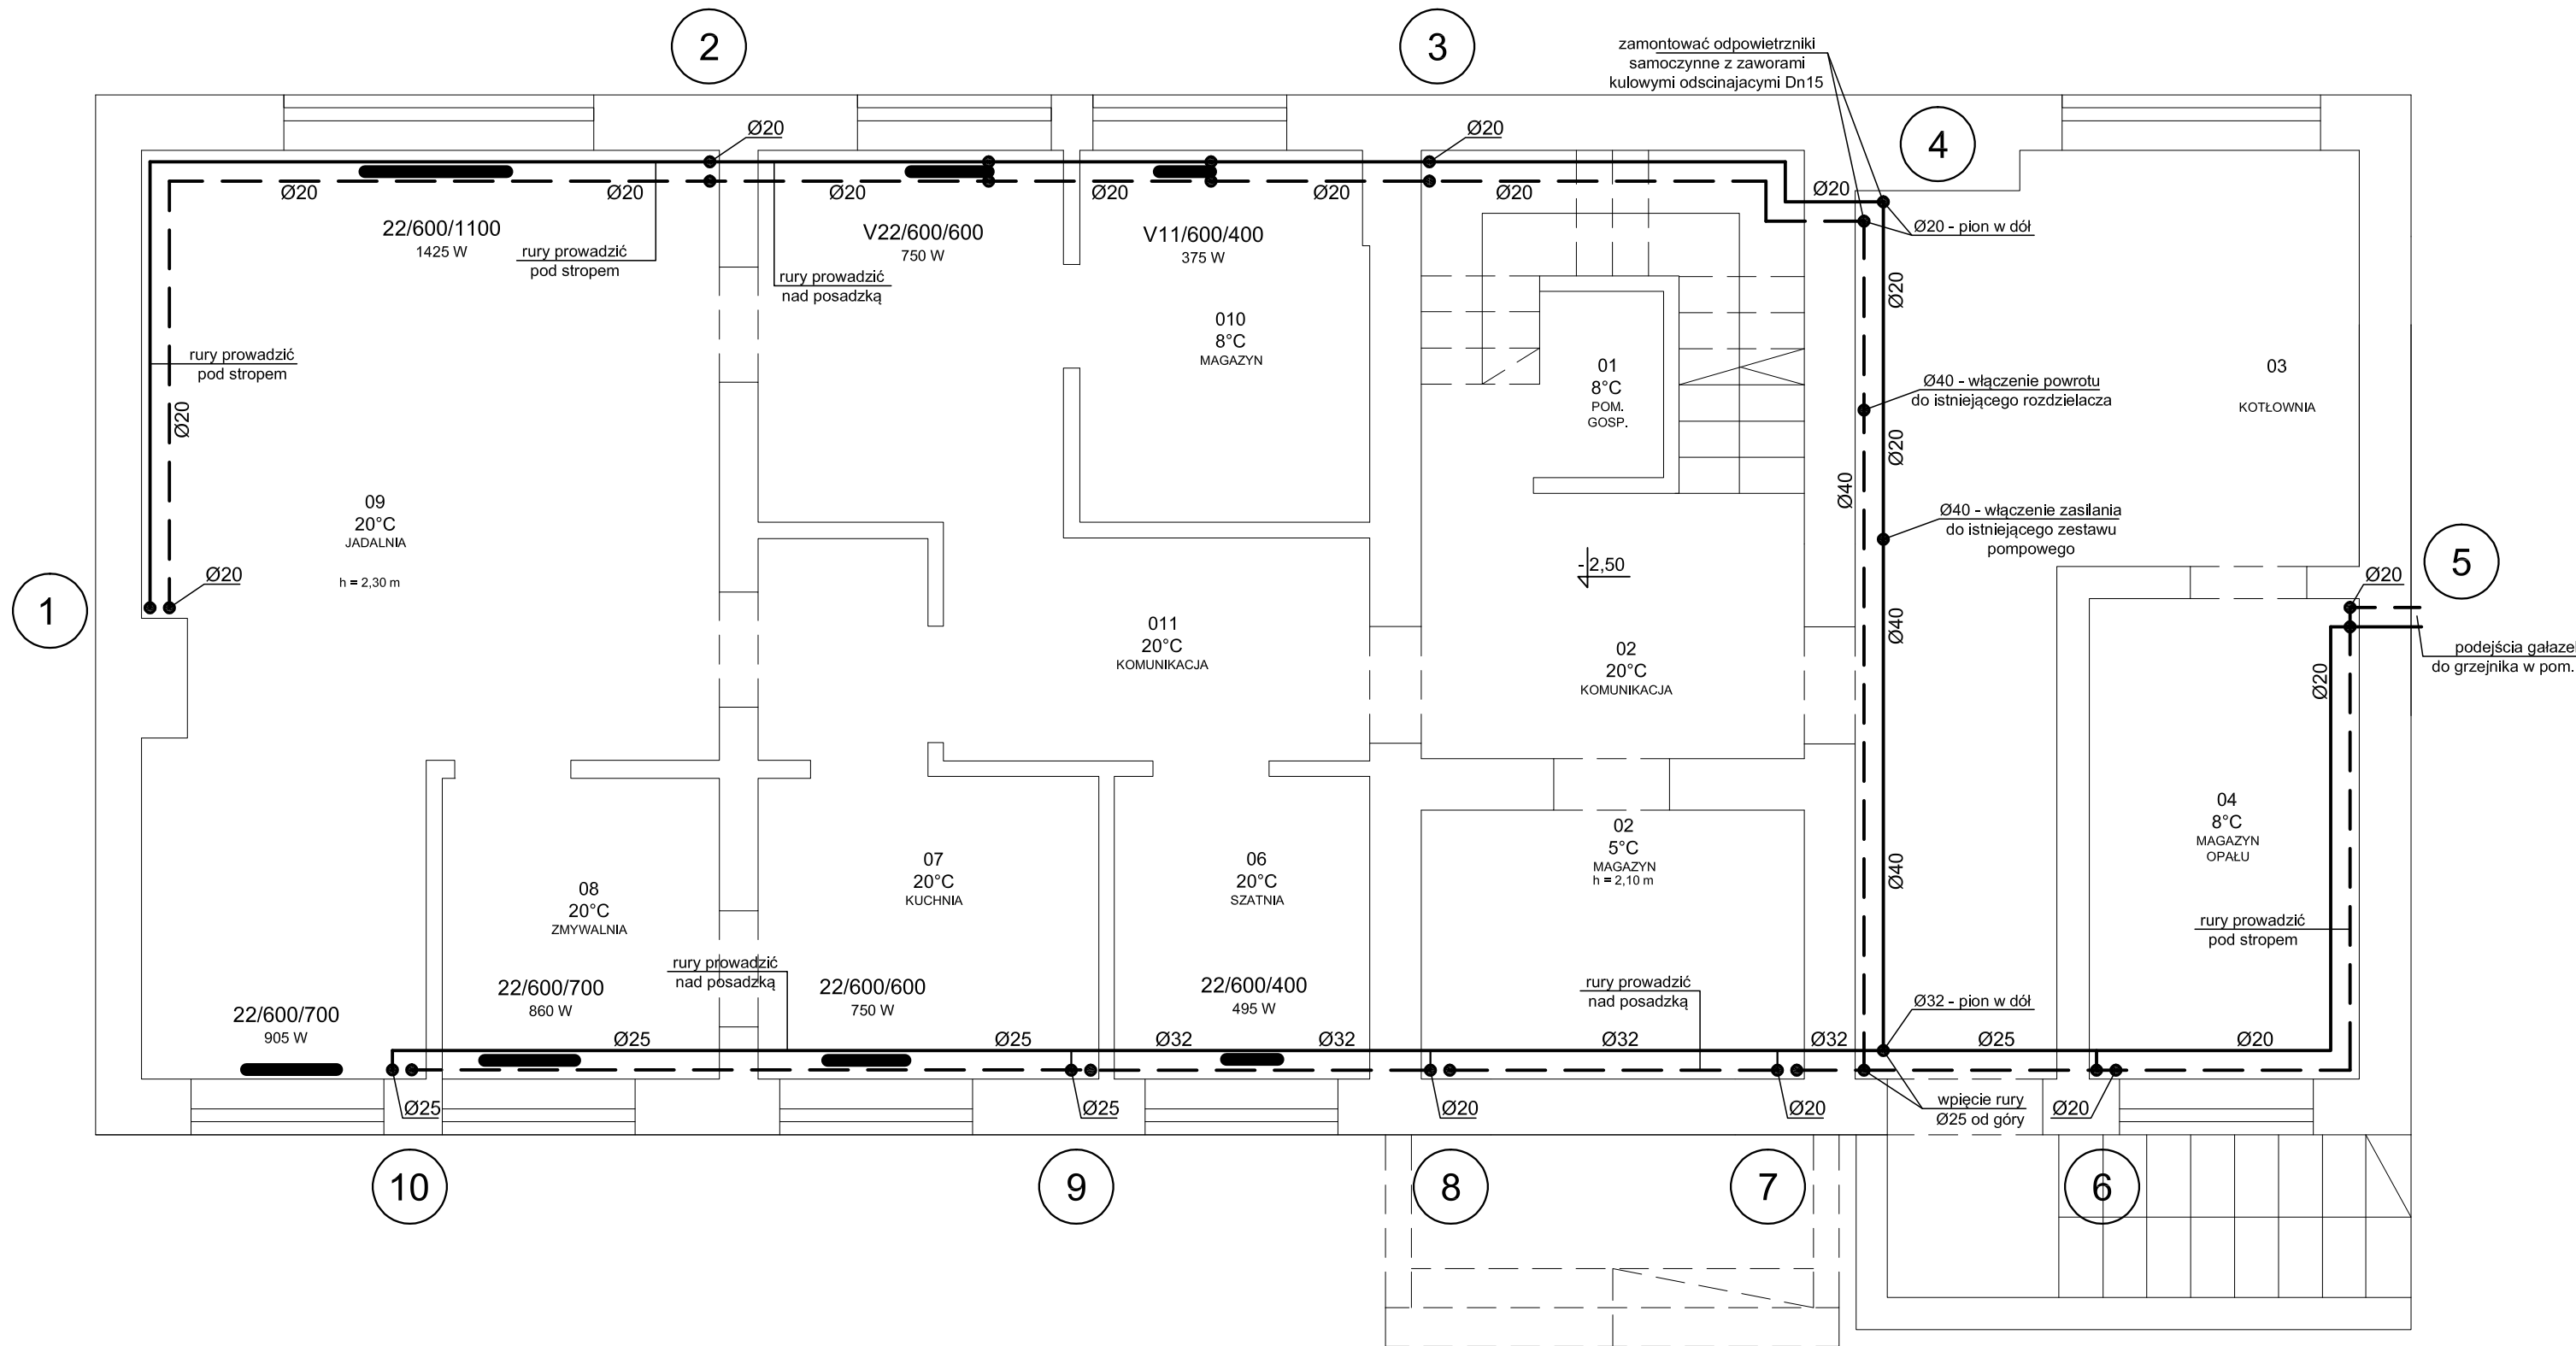 2
3
zamontować odpowietrzniki
samoczynne z zaworami
kulowymi odscinajacymi Dn15
4
Ø20
Ø20
Ø20
Ø20
Ø20
Ø20
Ø20
Ø20
Ø20
Ø20
22/600/1100
1425 W
rury prowadzić
pod stropem
V22/600/600
750 W
rury prowadzić
nad posadzką
V11/600/400
375 W
Ø20 - pion w dół
Ø20
010
8°C
MAGAZYN
01
8°C
POM.
GOSP.
03
KOTŁOWNIA
rury prowadzić
pod stropem
Ø20
Ø40 - włączenie powrotu
do istniejącego rozdzielacza
Ø20
Ø40
Ø40 - włączenie zasilania
do istniejącego zestawu
pompowego
09
20°C
JADALNIA
h = 2,30 m
Ø20
1
-2,50
5
Ø20
Ø40
011
20°C
KOMUNIKACJA
02
20°C
KOMUNIKACJA
podejścia gałaze
do grzejnika w pom.
Ø20
04
8°C
MAGAZYN
OPAŁU
02
5°C
MAGAZYN
h = 2,10 m
Ø40
08
20°C
ZMYWALNIA
07
20°C
KUCHNIA
06
20°C
SZATNIA
rury prowadzić
pod stropem
rury prowadzić
nad posadzką
rury prowadzić
nad posadzką
22/600/700
905 W
22/600/700
860 W
22/600/600
750 W
22/600/400
495 W
Ø32 - pion w dół
Ø25
Ø25
Ø32
Ø32
Ø32
Ø32
Ø25
Ø20
Ø25
Ø25
Ø20
Ø20
wpięcie rury
Ø25 od góry
Ø20
10
9
8
7
6